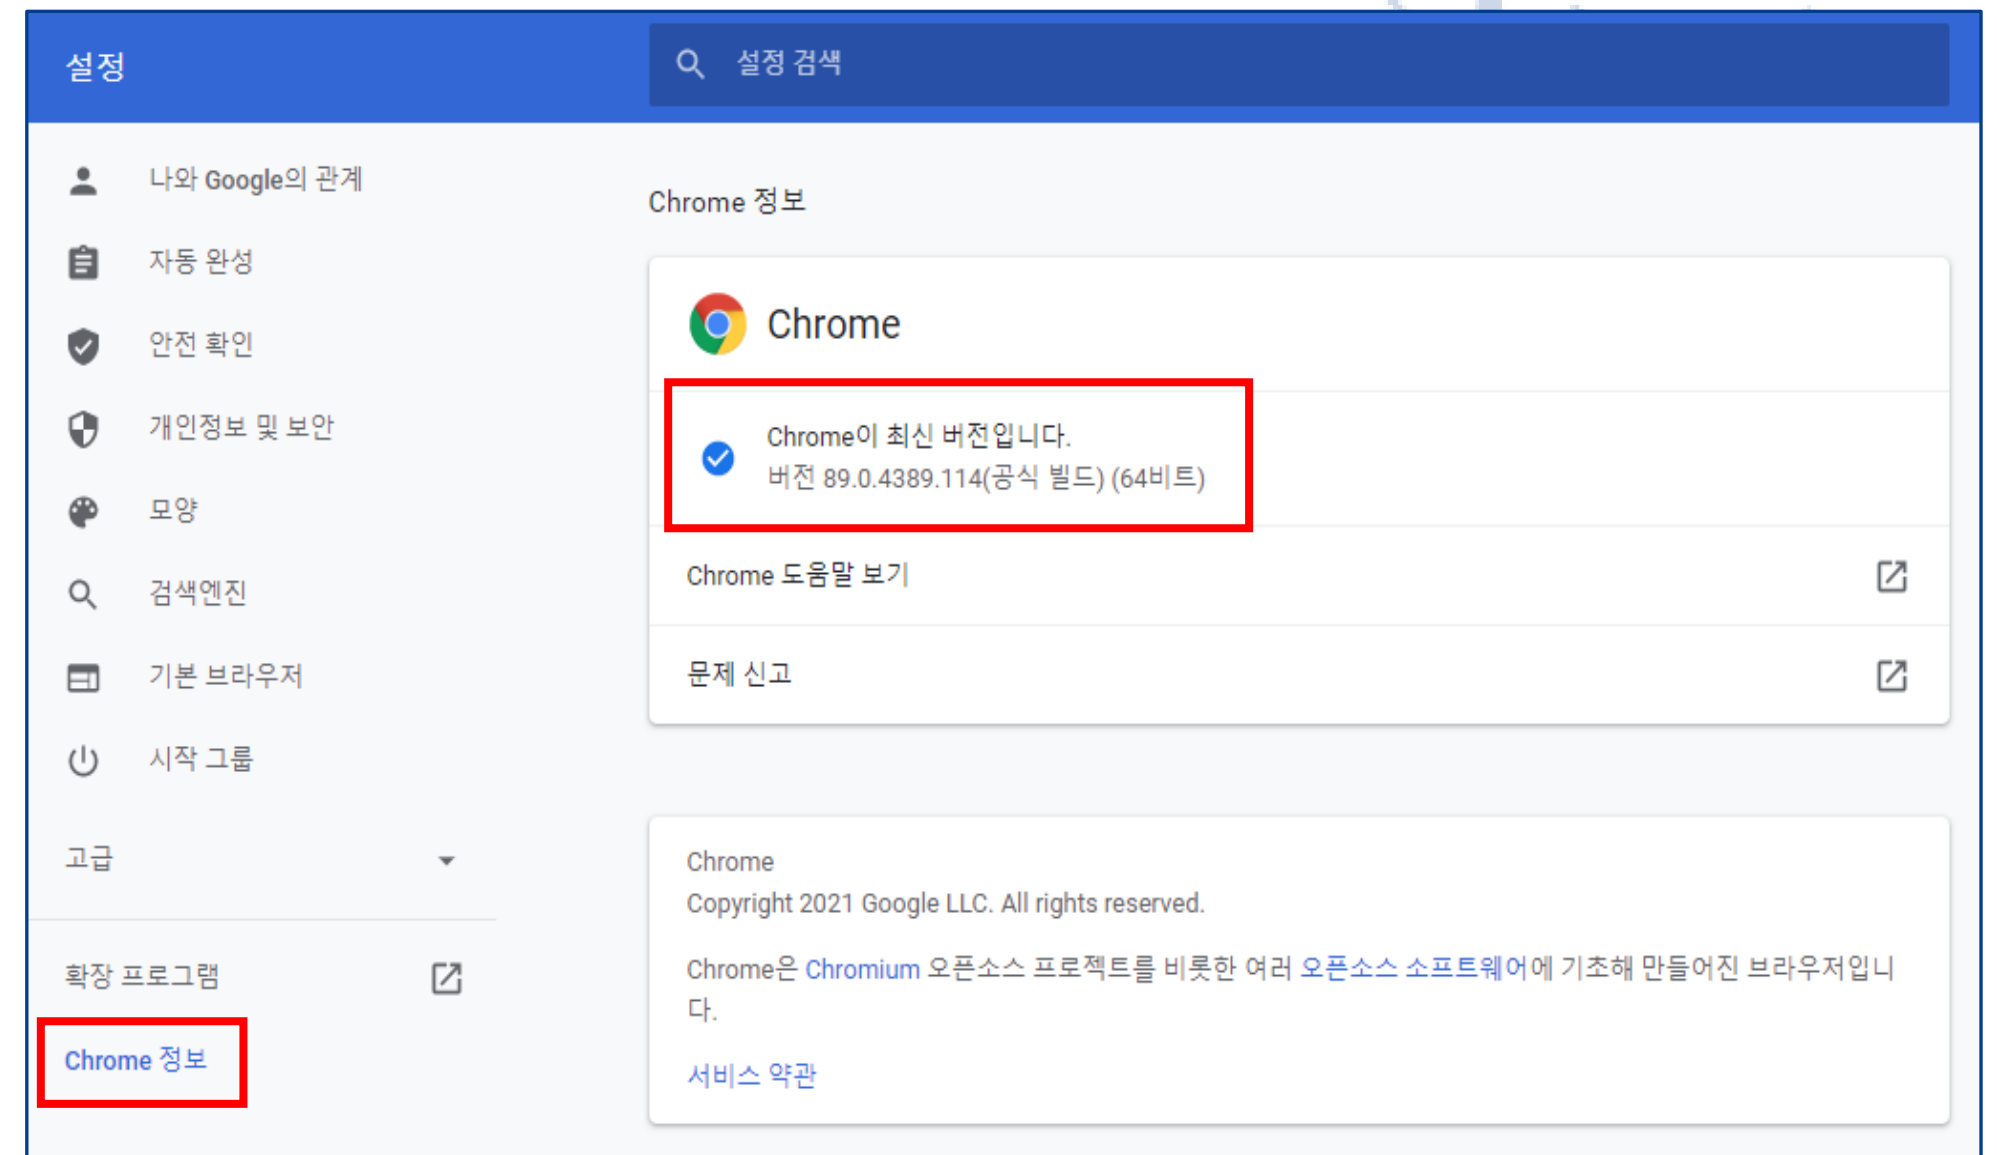 설정
설정 검색
나와 Google의 관계
자동 완성
안전 확인
개인정보 및 보안
모양
검색엔진
기본 브라우저
시작 그룹
고급
확장 프로그램
Chrome 정보
Chrome 정보
Chrome
Chrome이 최신 버전입니다.
버전 89.0.4389.114(공식 빌드) (64비트)
Chrome 도움말 보기
문제 신고
Chrome
Copyright 2021 Google LLC. All rights reserved.
Chrome은 Chromium 오픈소스 프로젝트를 비롯한 여러 오픈소스 소프트웨어에 기초해 만들어진 브라우저입니
다.
서비스 약관